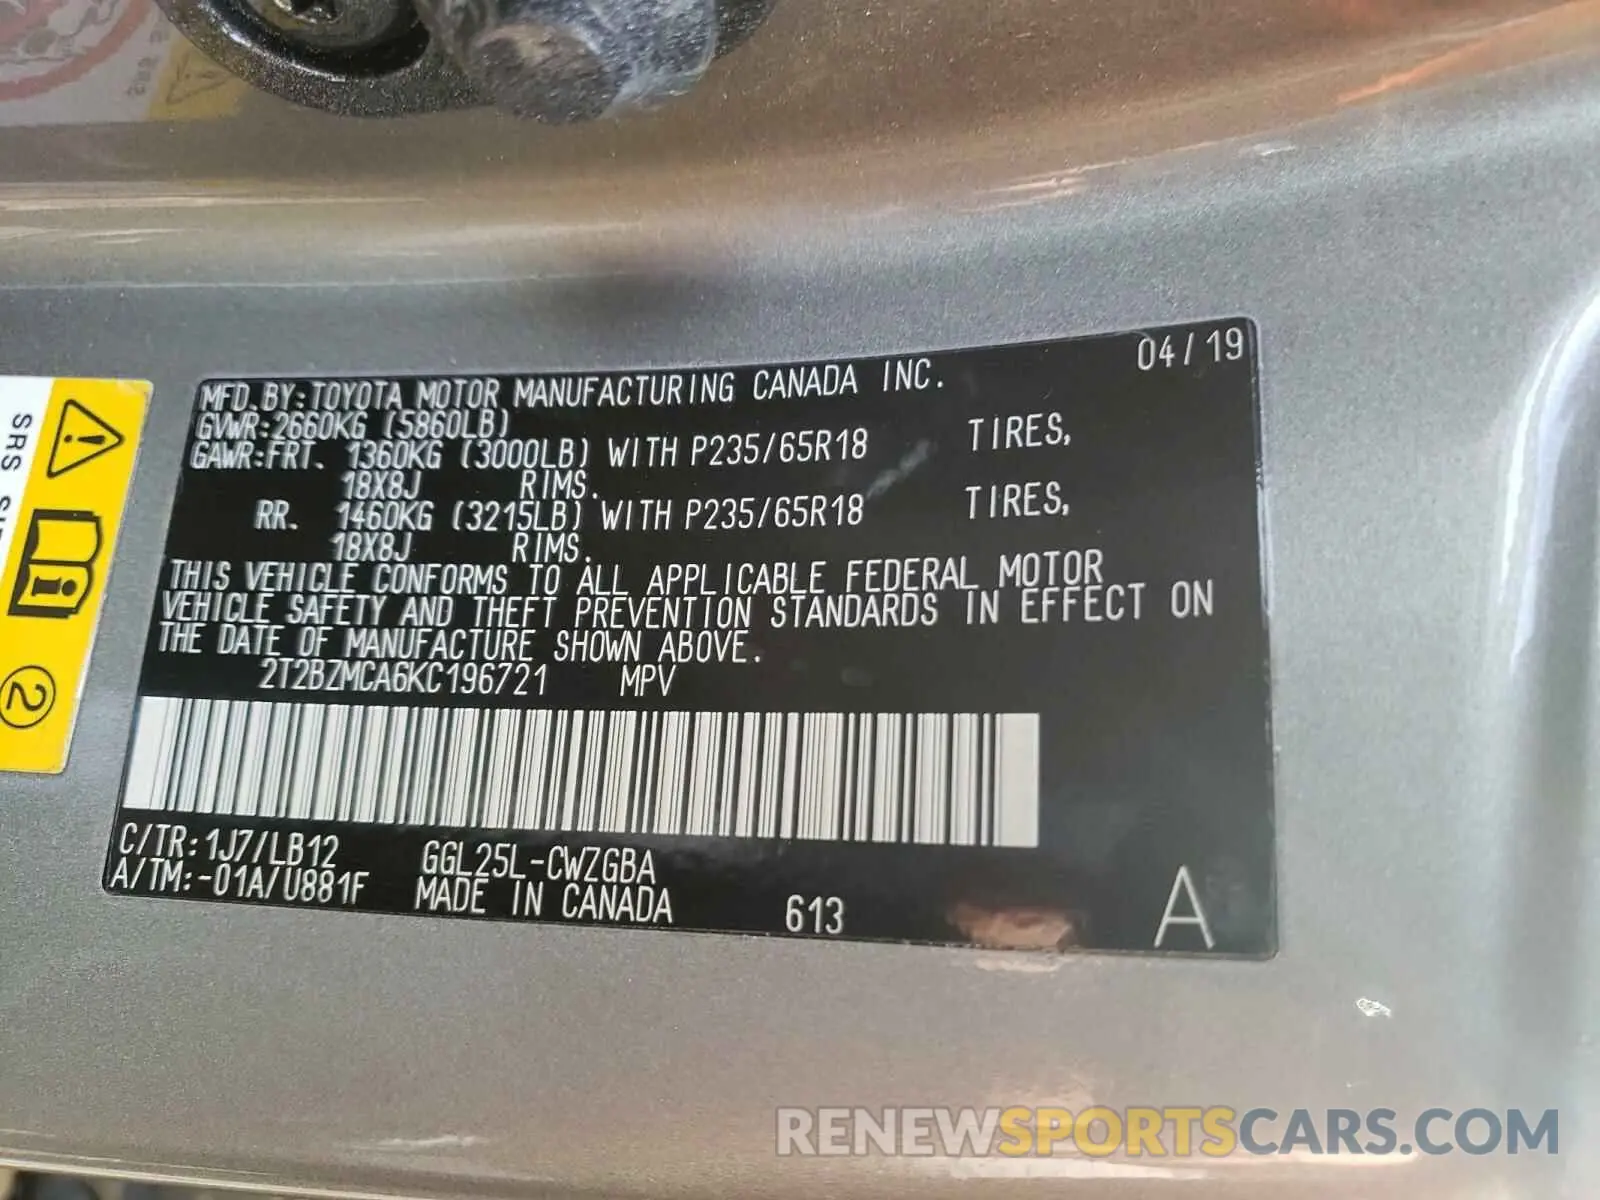 04/19
MFD. BY: TOYOTA MOTOR MANUFACTURING CANADA INC.
GVWR: 2660KG (5860LB)
GAWR: FRT. 1360KG (3000LB) WITH P235/65R18 TIRES,
18X8J RIMS.
RR. 1460KG (3215LB) WITH P235/65R18 TIRES,
18X8J RIMS.
THIS VEHICLE CONFORMS TO ALL APPLICABLE FEDERAL MOTOR
VEHICLE SAFETY AND THEFT PREVENTION STANDARDS IN EFFECT ON
THE DATE OF MANUFACTURE SHOWN ABOVE.
2T2BZMCA6KC196721 MPV
C/TR: 1J7/LB12 GGL25L-CWZGBA
A/TM: -01A/U881F MADE IN CANADA 613 A
SRS
2
RENEWSPORTSCARS.COM